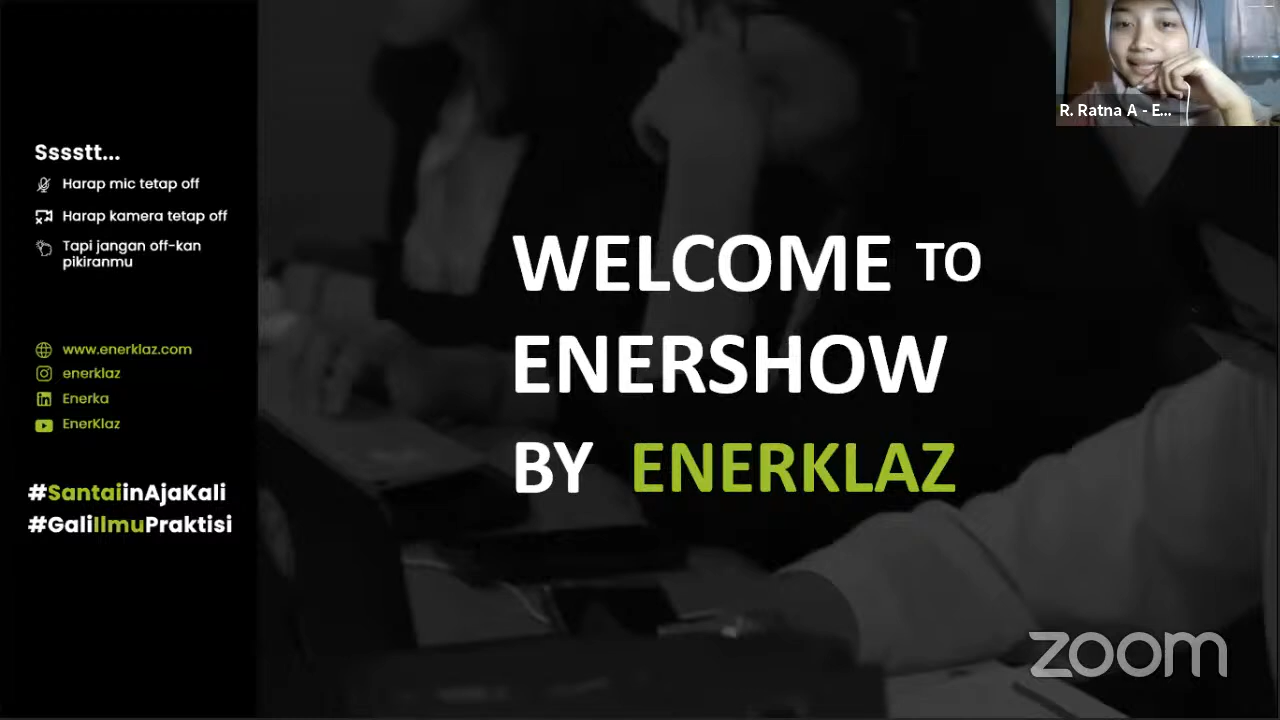 Sssstt...
Harap mic tetap off
Harap kamera tetap off
Tapi jangan off-kan
pikiranmu
www.enerklaz.com
enerklaz
Enerka
EnerKlaz
#SantaiinAjaKali
#GaliIlmuPraktisi
WELCOME TO
ENERSHOW
BY ENERKLAZ
R. Ratna A - E...
zoom